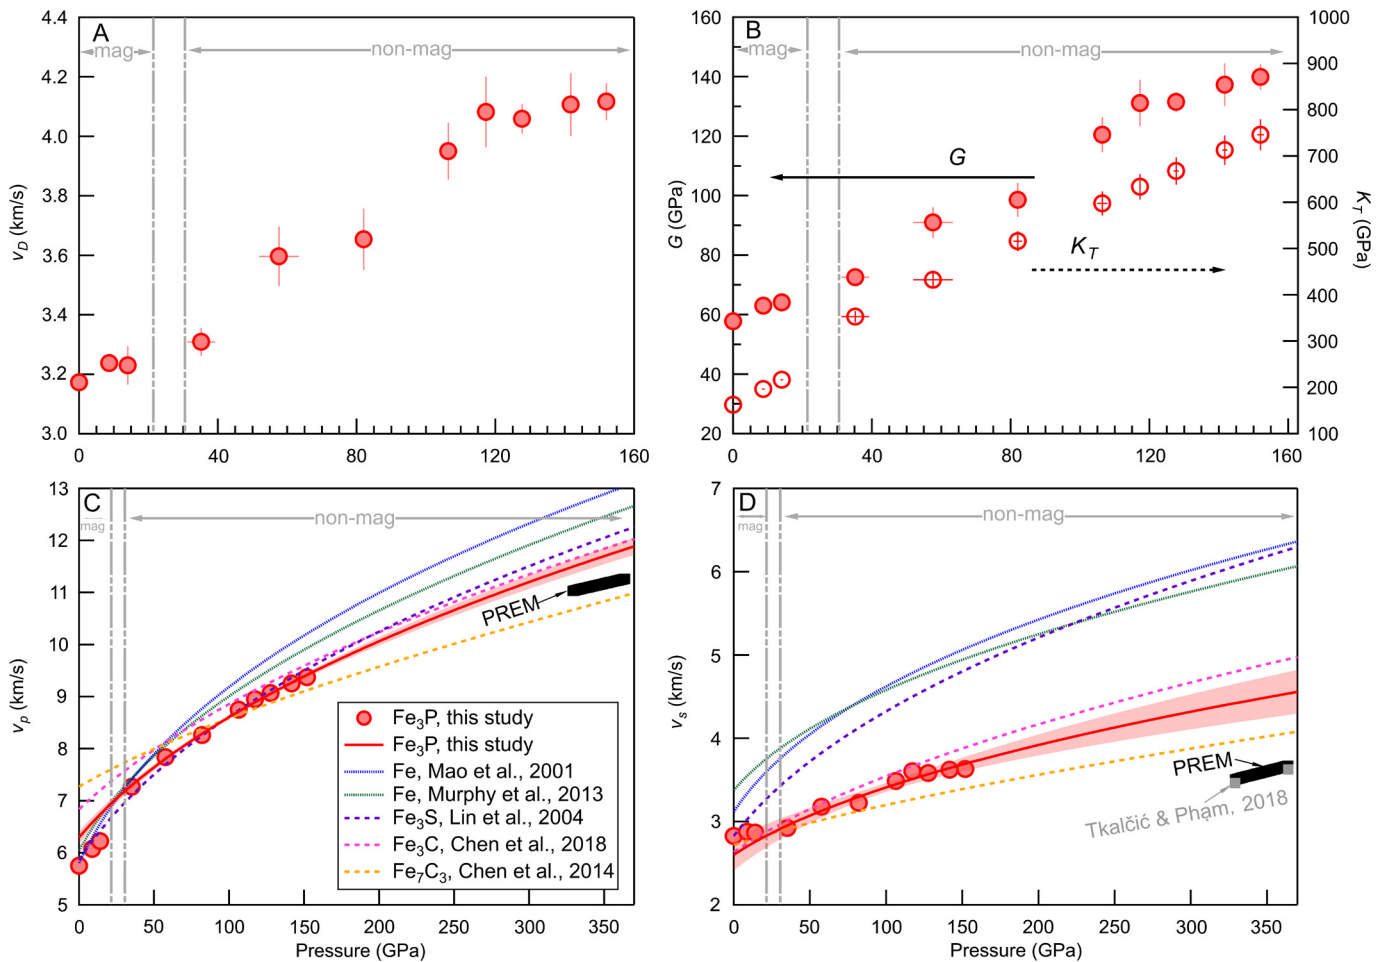 A
mag
non-mag
4.4
4.2
4.0
3.8
3.6
3.4
3.2
3.0
v_D (km/s)
0 40 80 120 160
B
mag
non-mag
160
140
120
100
80
60
40
20
G (GPa)
1000
900
800
700
600
500
400
300
200
100
K_T (GPa)
G
K_T
0 40 80 120 160
C
mag
non-mag
13
12
11
10
9
8
7
6
5
v_p (km/s)
PREM
Fe₃P, this study
Fe₃P, this study
Fe, Mao et al., 2001
Fe, Murphy et al., 2013
Fe₃S, Lin et al., 2004
Fe₃C, Chen et al., 2018
Fe₇C₃, Chen et al., 2014
0 50 100 150 200 250 300 350
Pressure (GPa)
D
mag
non-mag
7
6
5
4
3
2
v_s (km/s)
PREM
Tkalčić & Phạm, 2018
0 50 100 150 200 250 300 350
Pressure (GPa)